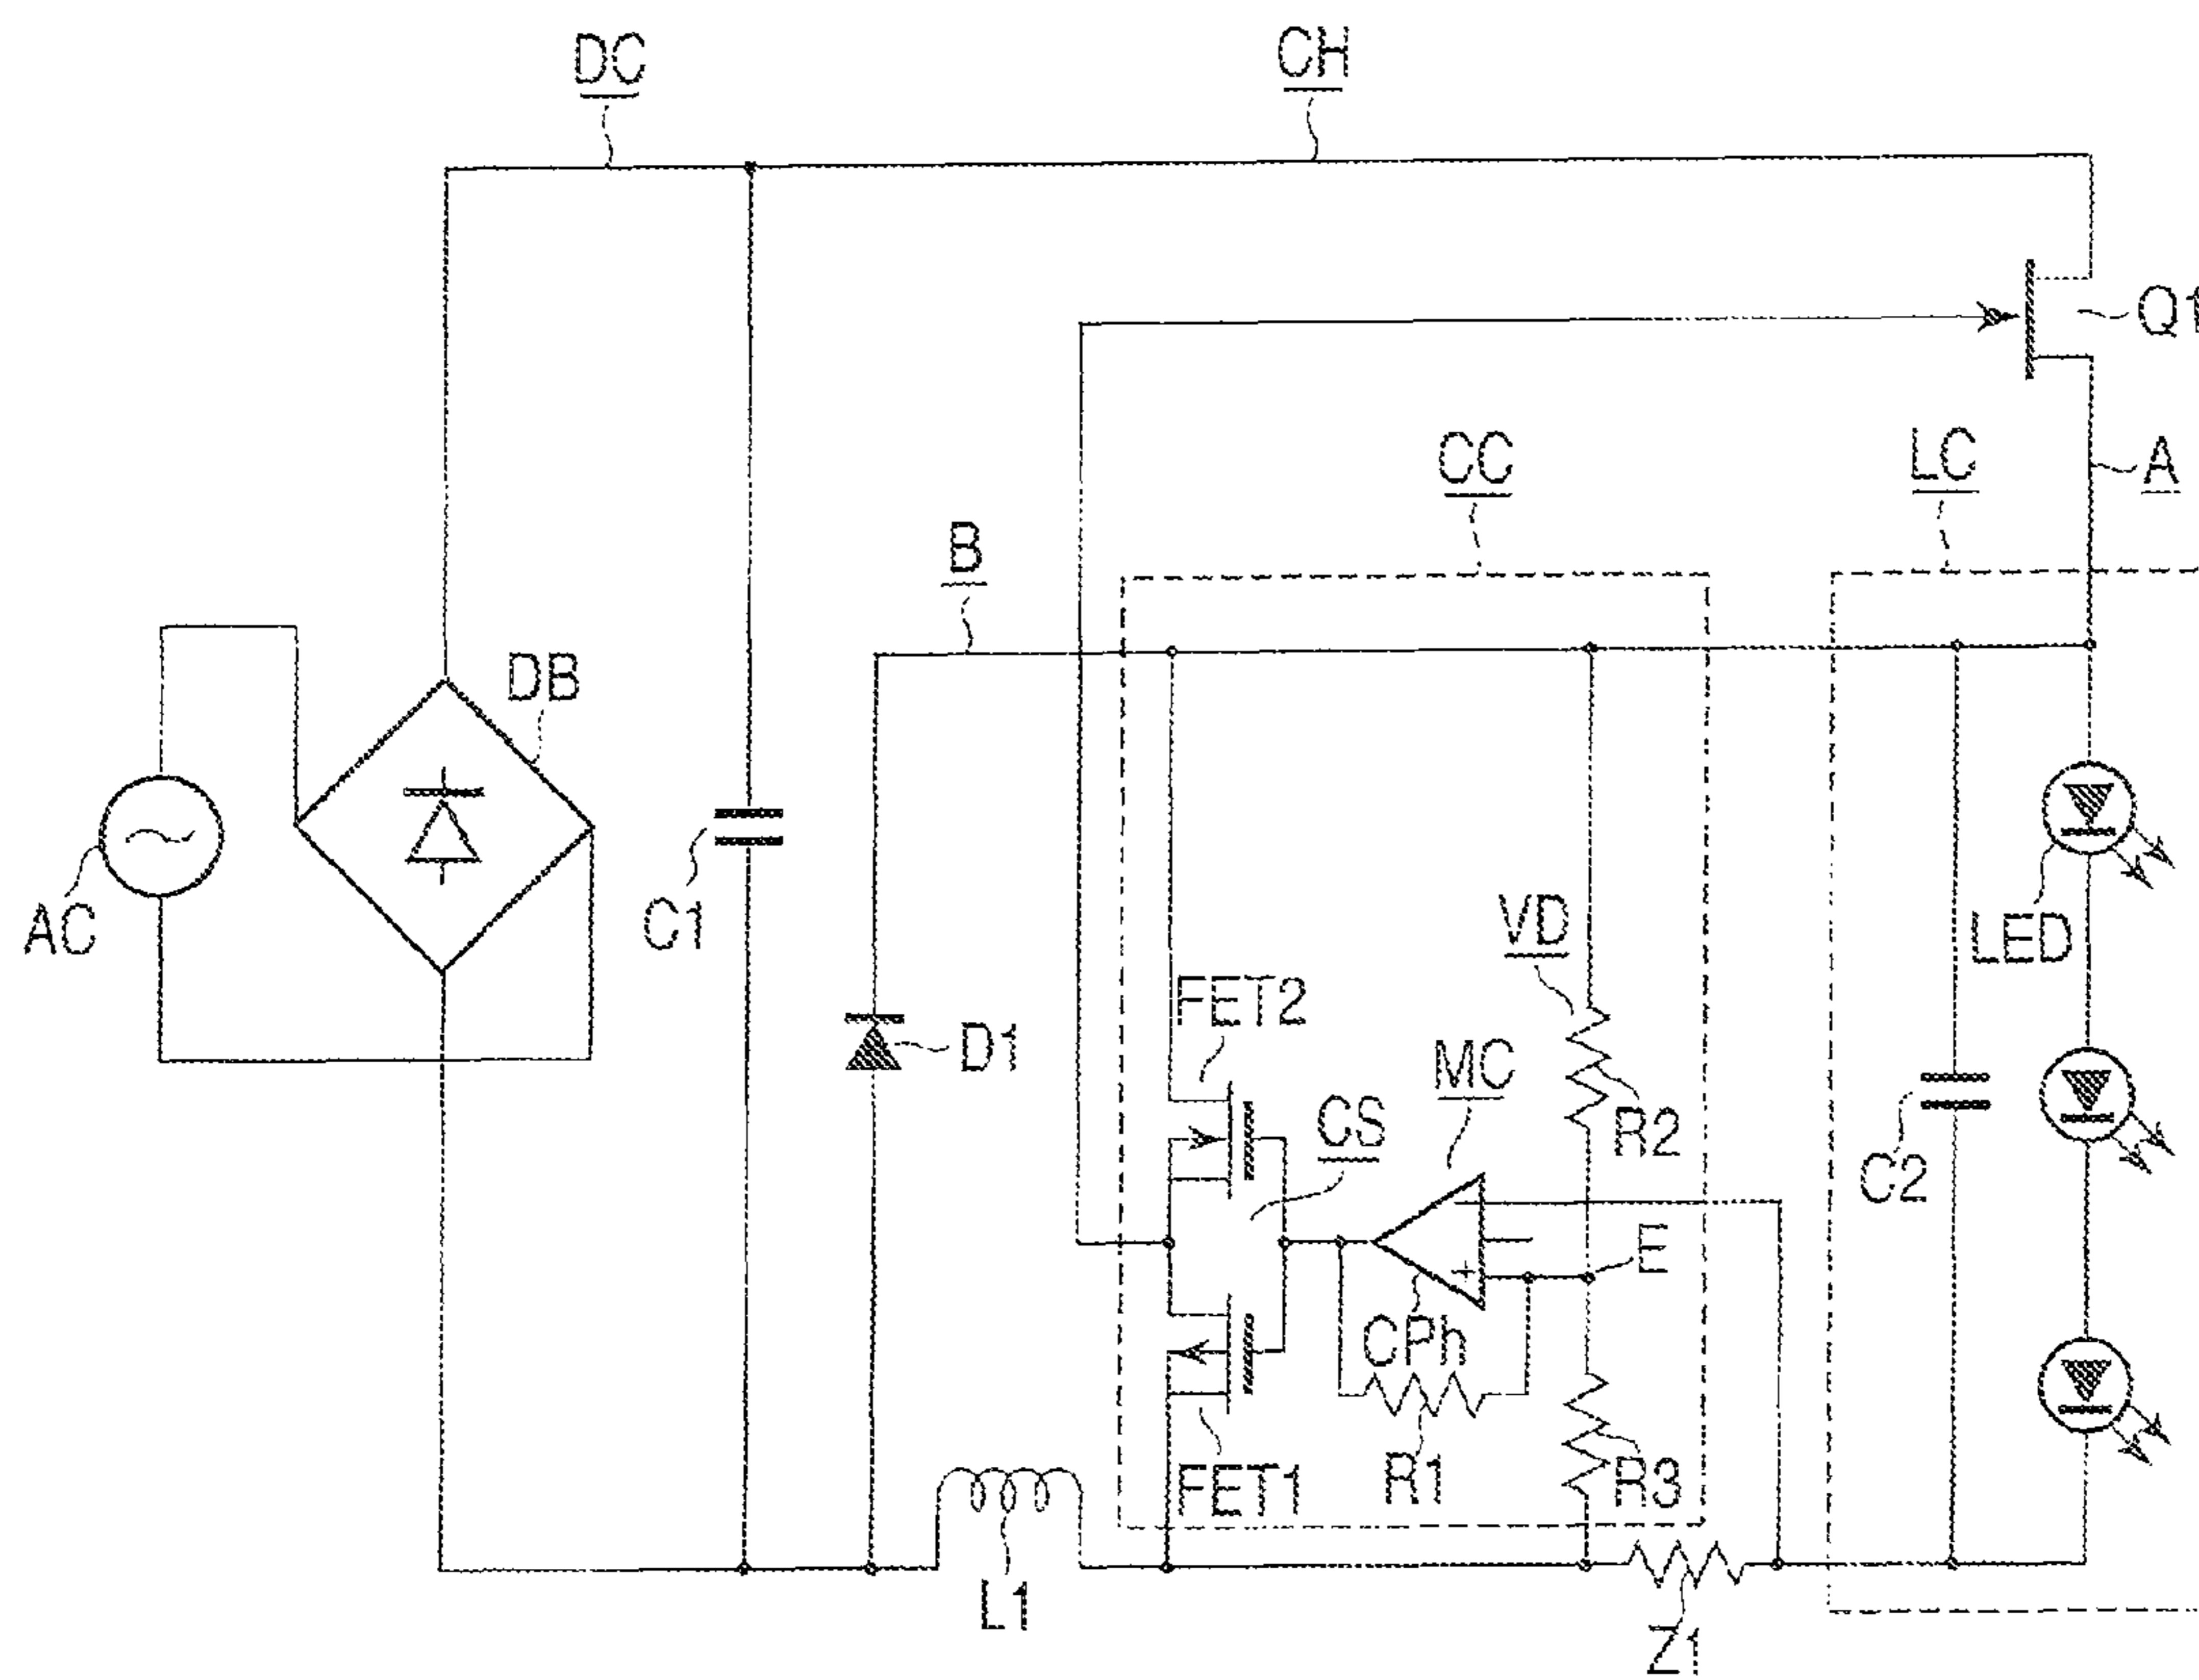 DC
CH
Q1
CC
LC
A
B
DB
AC
C1
VD
LED
FET2
D1
MC
R2
CS
C2
E
+
CPh
FET1
R1
R3
L1
Z1